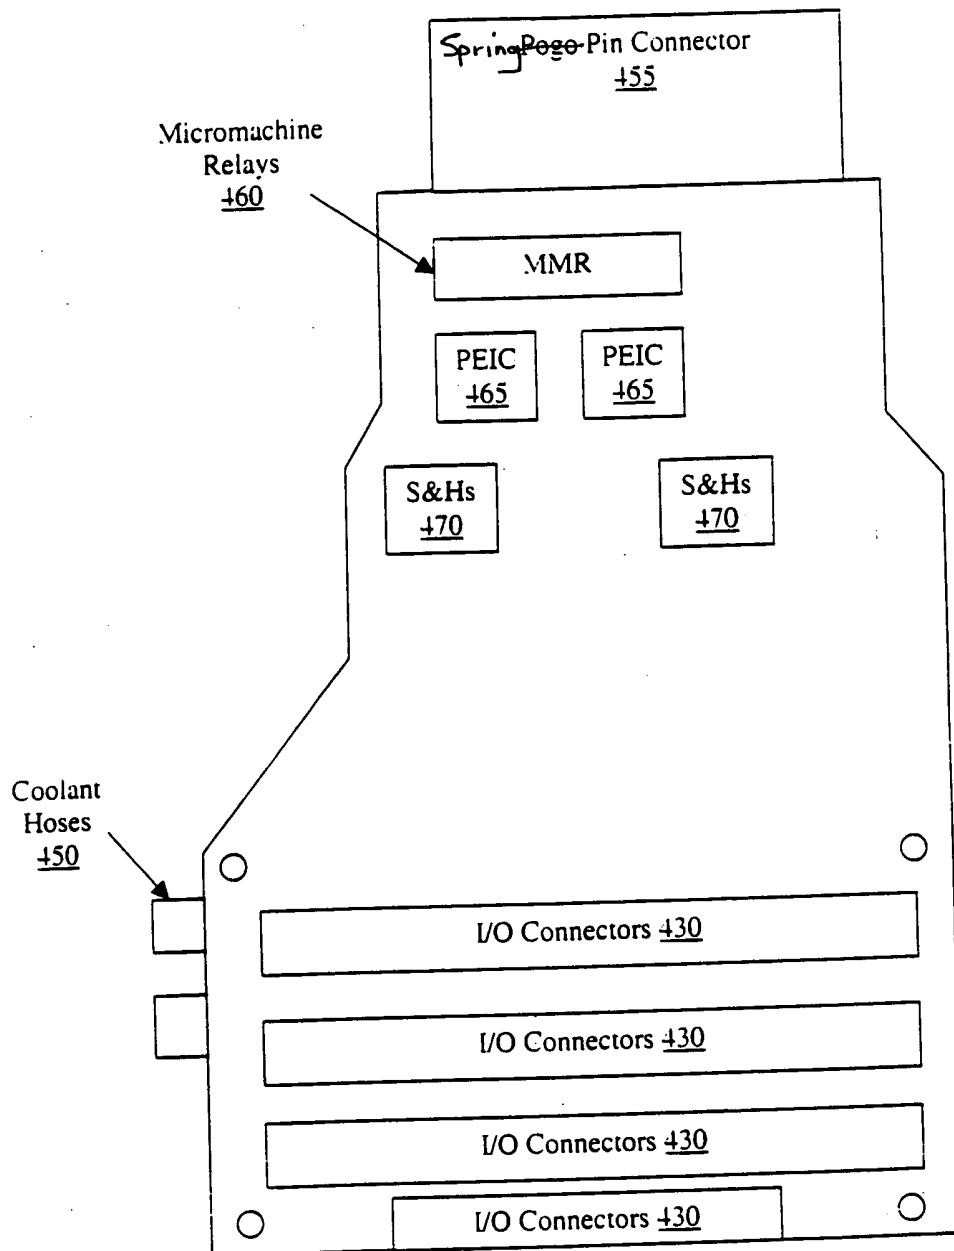 Spring Pogo Pin Connector
455
Micromachine
Relays
460
MMR
PEIC
465
PEIC
465
S&Hs
470
S&Hs
470
Coolant
Hoses
450
I/O Connectors 430
I/O Connectors 430
I/O Connectors 430
I/O Connectors 430